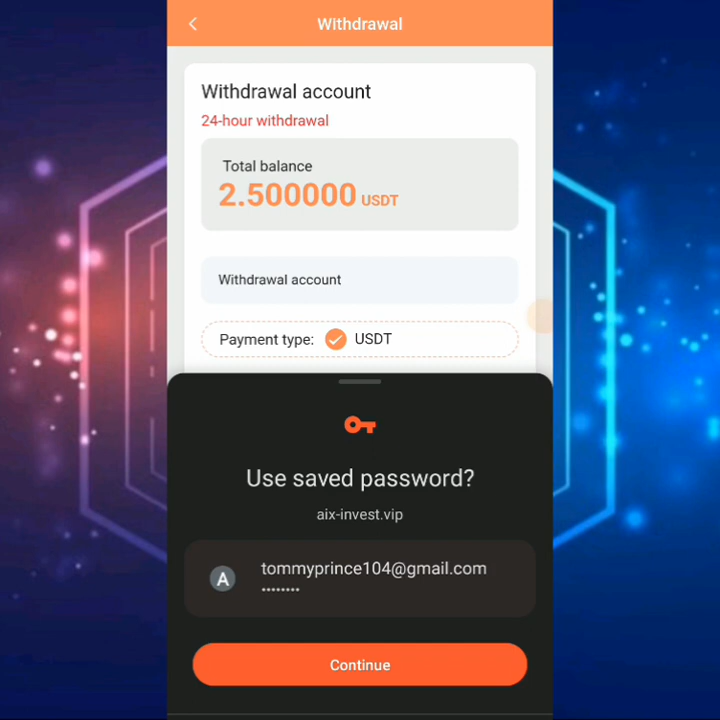 Withdrawal
Withdrawal account
24-hour withdrawal
Total balance
2.500000 USDT
Withdrawal account
Payment type: USDT
Use saved password?
aix-invest.vip
A
tommyprince104@gmail.com
••••••••
Continue